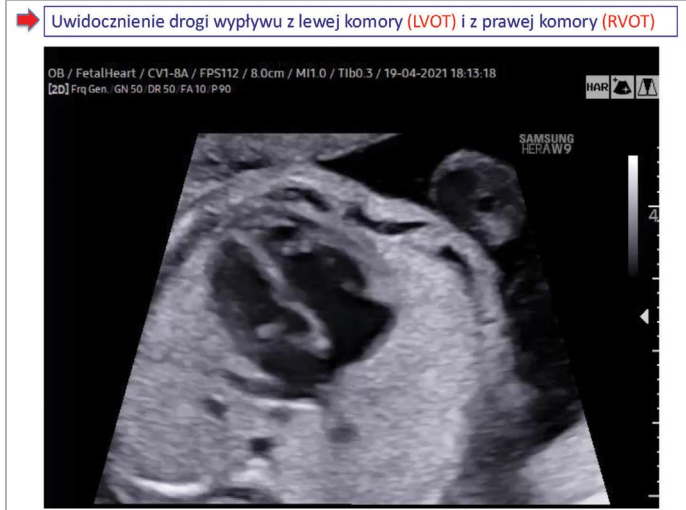 Uwidocznienie drogi wypływu z lewej komory (LVOT) i z prawej komory (RVOT)
OB / FetalHeart / CV1-8A / FPS112 / 8.0cm / MI1.0 / TIb0.3 / 19-04-2021 18:13:18
[2D] Frq Gen. GN 50 DR 50 FA 10 P 90
HAR
SAMSUNG
HERA W9
4